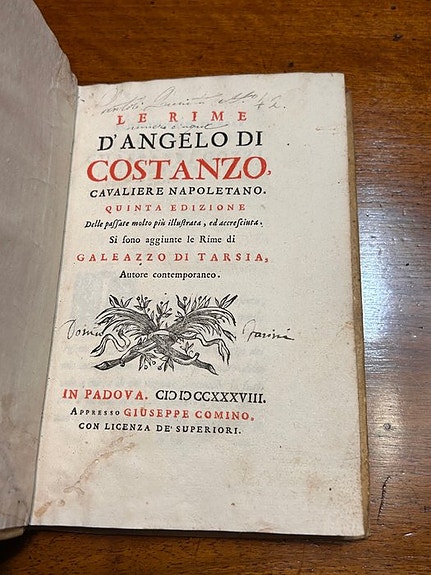 LE RIME
D'ANGELO DI
COSTANZO,
CAVALIERE NAPOLETANO.
QUINTA EDIZIONE
Delle passate molto più illustrata, ed accresciuta.
Si sono aggiunte le Rime di
GALEAZZO DI TARSIA,
Autore contemporaneo.
IN PADOVA. CIↃIↃCCXXXVIII.
APPRESSO GIUSEPPE COMINO,
CON LICENZA DE' SUPERIORI.